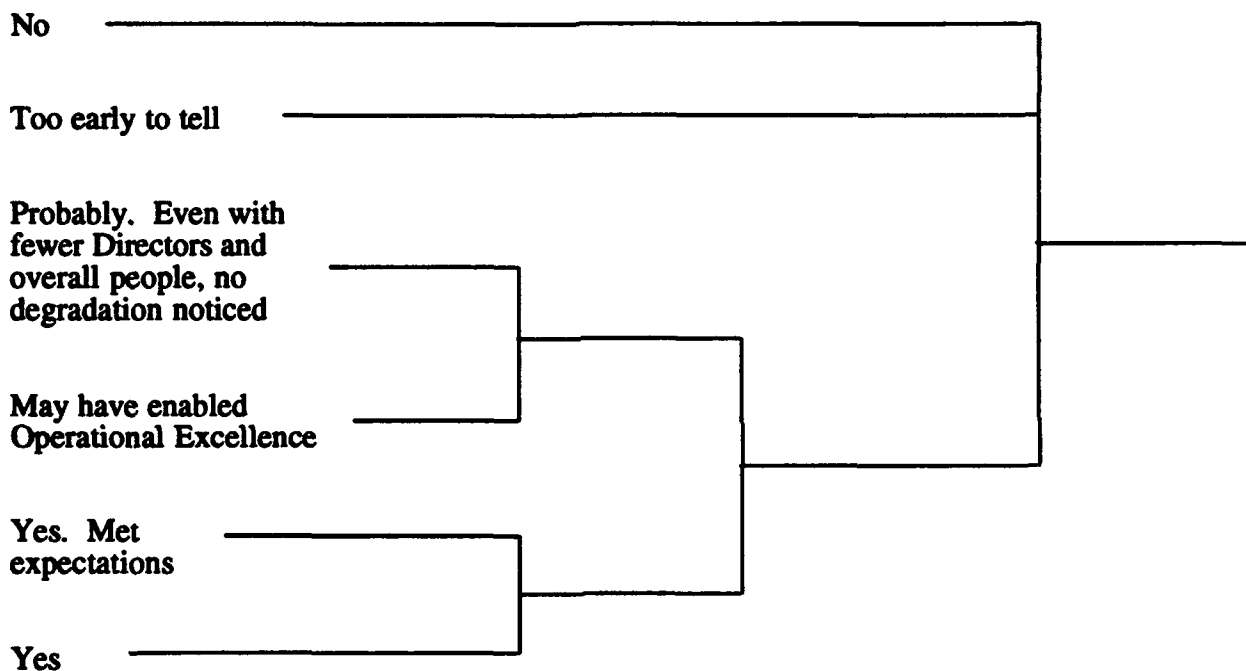 No
Too early to tell
Probably. Even with
fewer Directors and
overall people, no
degradation noticed
May have enabled
Operational Excellence
Yes. Met
expectations
Yes